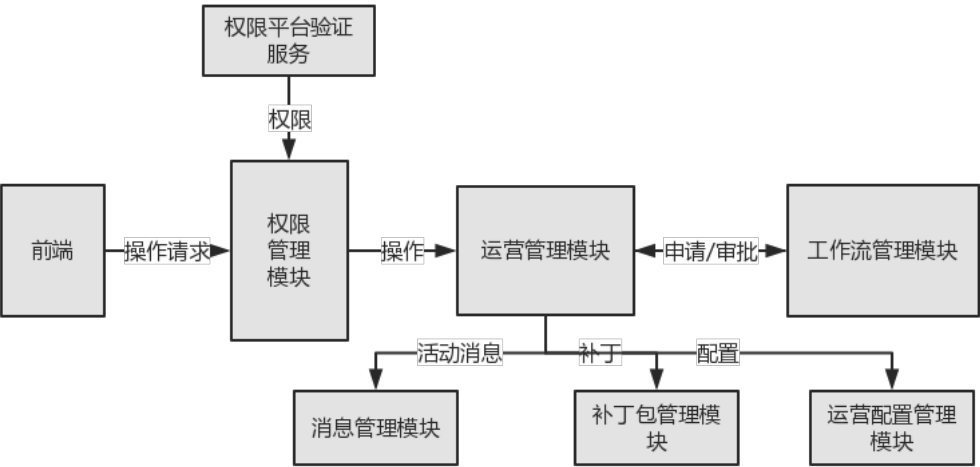 权限平台验证
服务
权限
前端
操作请求
权限
管理
模块
操作
运营管理模块
申请/审批
工作流管理模块
活动消息
补丁
配置
消息管理模块
补丁包管理模
块
运营配置管理
模块